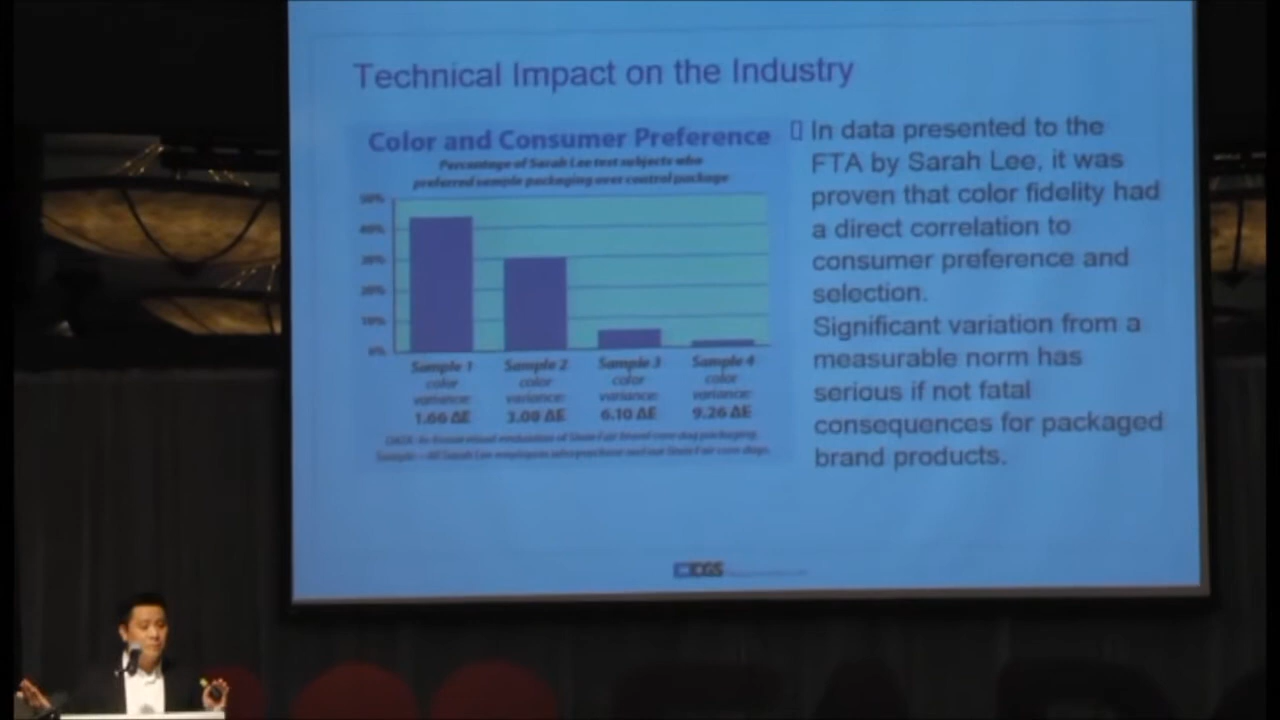 Technical Impact on the Industry
Color and Consumer Preference
Percentage of Sarah Lee test subjects who
preferred sample packaging over control package
50%
40%
30%
20%
10%
0%
Sample 1
color
variance:
1.66 ΔE
Sample 2
color
variance:
3.08 ΔE
Sample 3
color
variance:
6.10 ΔE
Sample 4
color
variance:
9.26 ΔE
In data presented to the
FTA by Sarah Lee, it was
proven that color fidelity had
a direct correlation to
consumer preference and
selection.
Significant variation from a
measurable norm has
serious if not fatal
consequences for packaged
brand products.
CGS